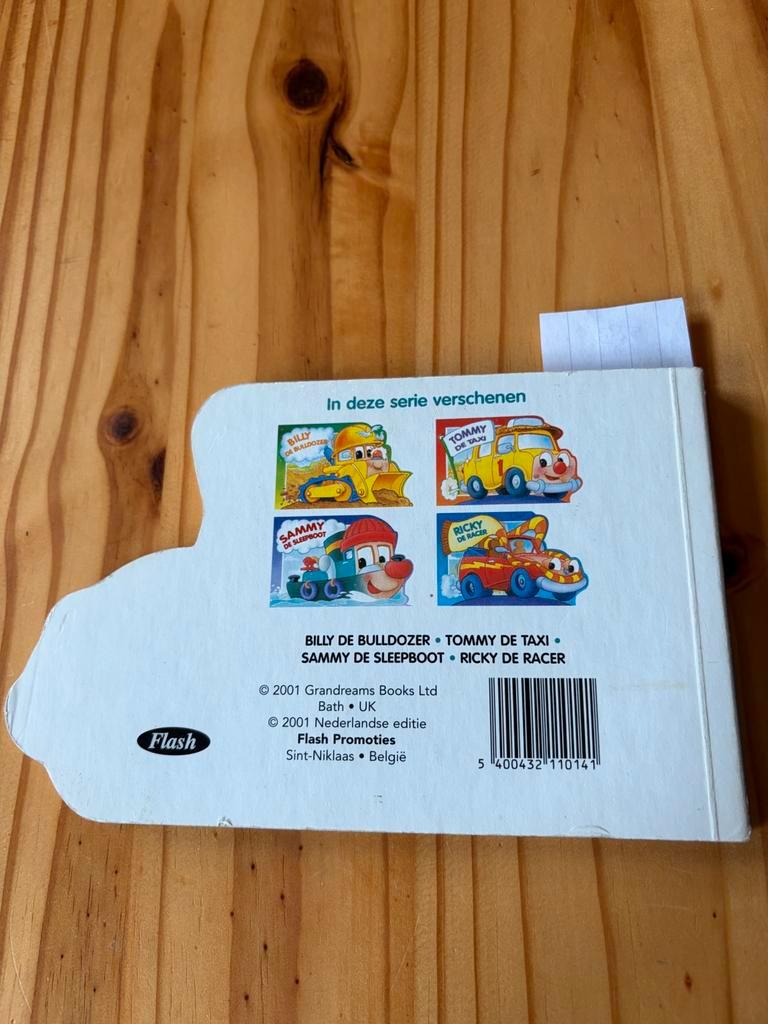 In deze serie verschenen
BILLY
DE BULLDOZER
TOMMY
DE TAXI
1
SAMMY
DE SLEEPBOOT
RICKY
DE RACER
BILLY DE BULLDOZER • TOMMY DE TAXI •
SAMMY DE SLEEPBOOT • RICKY DE RACER
© 2001 Grandreams Books Ltd
Bath • UK
© 2001 Nederlandse editie
Flash Promoties
Sint-Niklaas • België
Flash
5 400432 110141